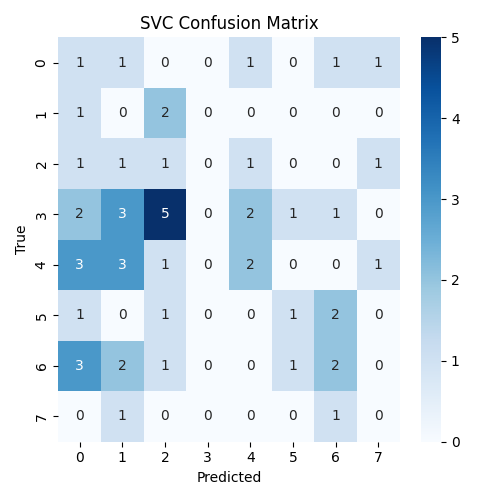 SVC Confusion Matrix
True
0 1 1 0 0 1 0 1 1
1 1 0 2 0 0 0 0 0
2 1 1 1 0 1 0 0 1
3 2 3 5 0 2 1 1 0
4 3 3 1 0 2 0 0 1
5 1 0 1 0 0 1 2 0
6 3 2 1 0 0 1 2 0
7 0 1 0 0 0 0 1 0
0 1 2 3 4 5 6 7
Predicted
5
4
3
2
1
0